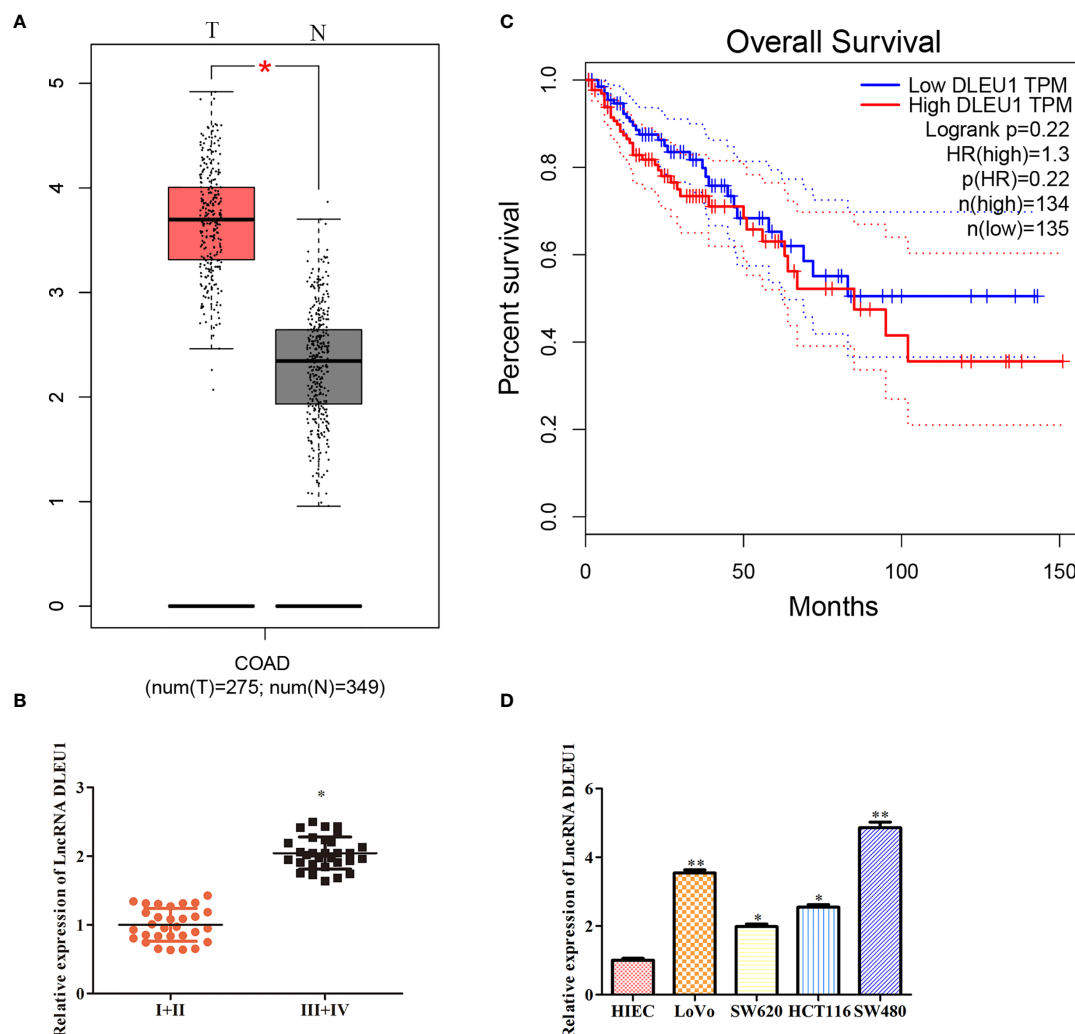 A
T
N
*
5
4
3
2
1
0
COAD
(num(T)=275; num(N)=349)
C
Overall Survival
Low DLEU1 TPM
High DLEU1 TPM
Logrank p=0.22
HR(high)=1.3
p(HR)=0.22
n(high)=134
n(low)=135
Percent survival
1.0
0.8
0.6
0.4
0.2
0.0
0
50
100
150
Months
B
Relative expression of LncRNA DLEU1
3
2
1
0
*
I+II
III+IV
D
Relative expression of LncRNA DLEU1
6
4
2
0
**
*
*
**
HIEC
LoVo
SW620
HCT116
SW480